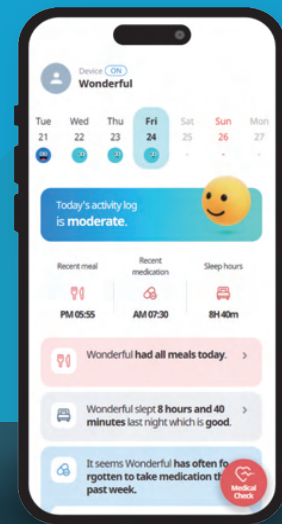 Device ON
Wonderful
Tue Wed Thu Fri Sat Sun Mon
21 22 23 24 25 26 27
- - -
Today's activity log
is moderate.
Recent meal
Recent
medication
Sleep hours
PM 05:55
AM 07:30
8H 40m
Wonderful had all meals today.
Wonderful slept 8 hours and 40
minutes last night which is good.
It seems Wonderful has often fo
rgotten to take medication th
past week.
Medical
Check